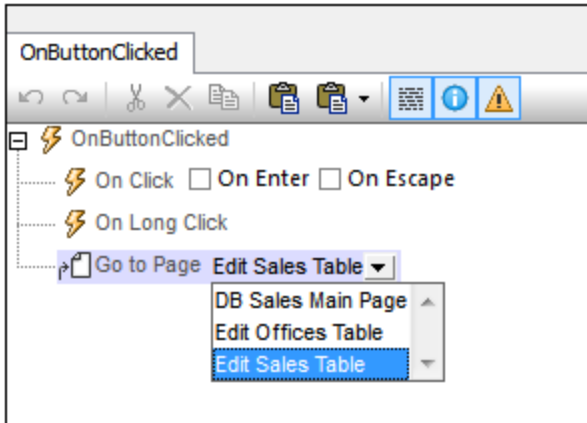 OnButtonClicked
OnButtonClicked
On Click On Enter On Escape
On Long Click
Go to Page Edit Sales Table
DB Sales Main Page
Edit Offices Table
Edit Sales Table